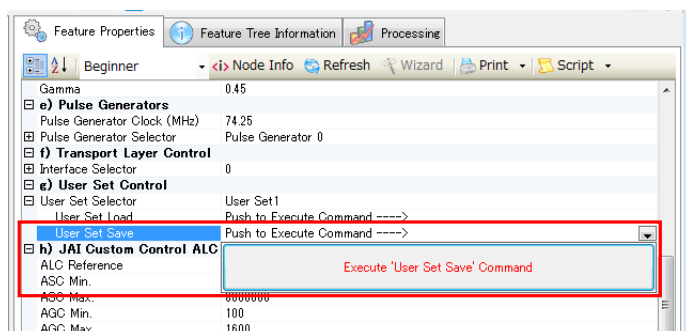 Feature Properties Feature Tree Information Processing
Beginner <i> Node Info Refresh Wizard Print Script
Gamma 0.45
e) Pulse Generators
Pulse Generator Clock (MHz) 74.25
Pulse Generator Selector Pulse Generator 0
f) Transport Layer Control
Interface Selector 0
g) User Set Control
User Set Selector User Set1
User Set Load Push to Execute Command ---->
User Set Save Push to Execute Command ---->
h) JAI Custom Control ALC
ALC Reference
Execute 'User Set Save' Command
ASC Min.
ASC Max.
AGC Min. 100
AGC Max. 1600